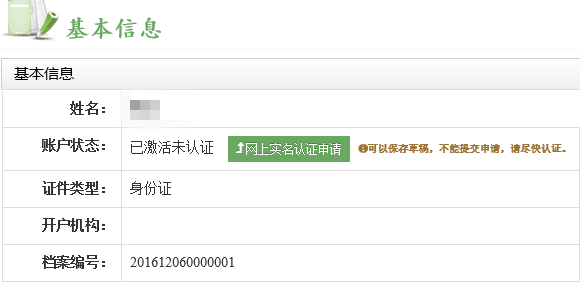 基本信息
基本信息
姓名：
账户状态： 已激活未认证 网上实名认证申请 可以保存草稿，不能提交申请，请尽快认证。
证件类型： 身份证
开户机构：
档案编号： 201612060000001